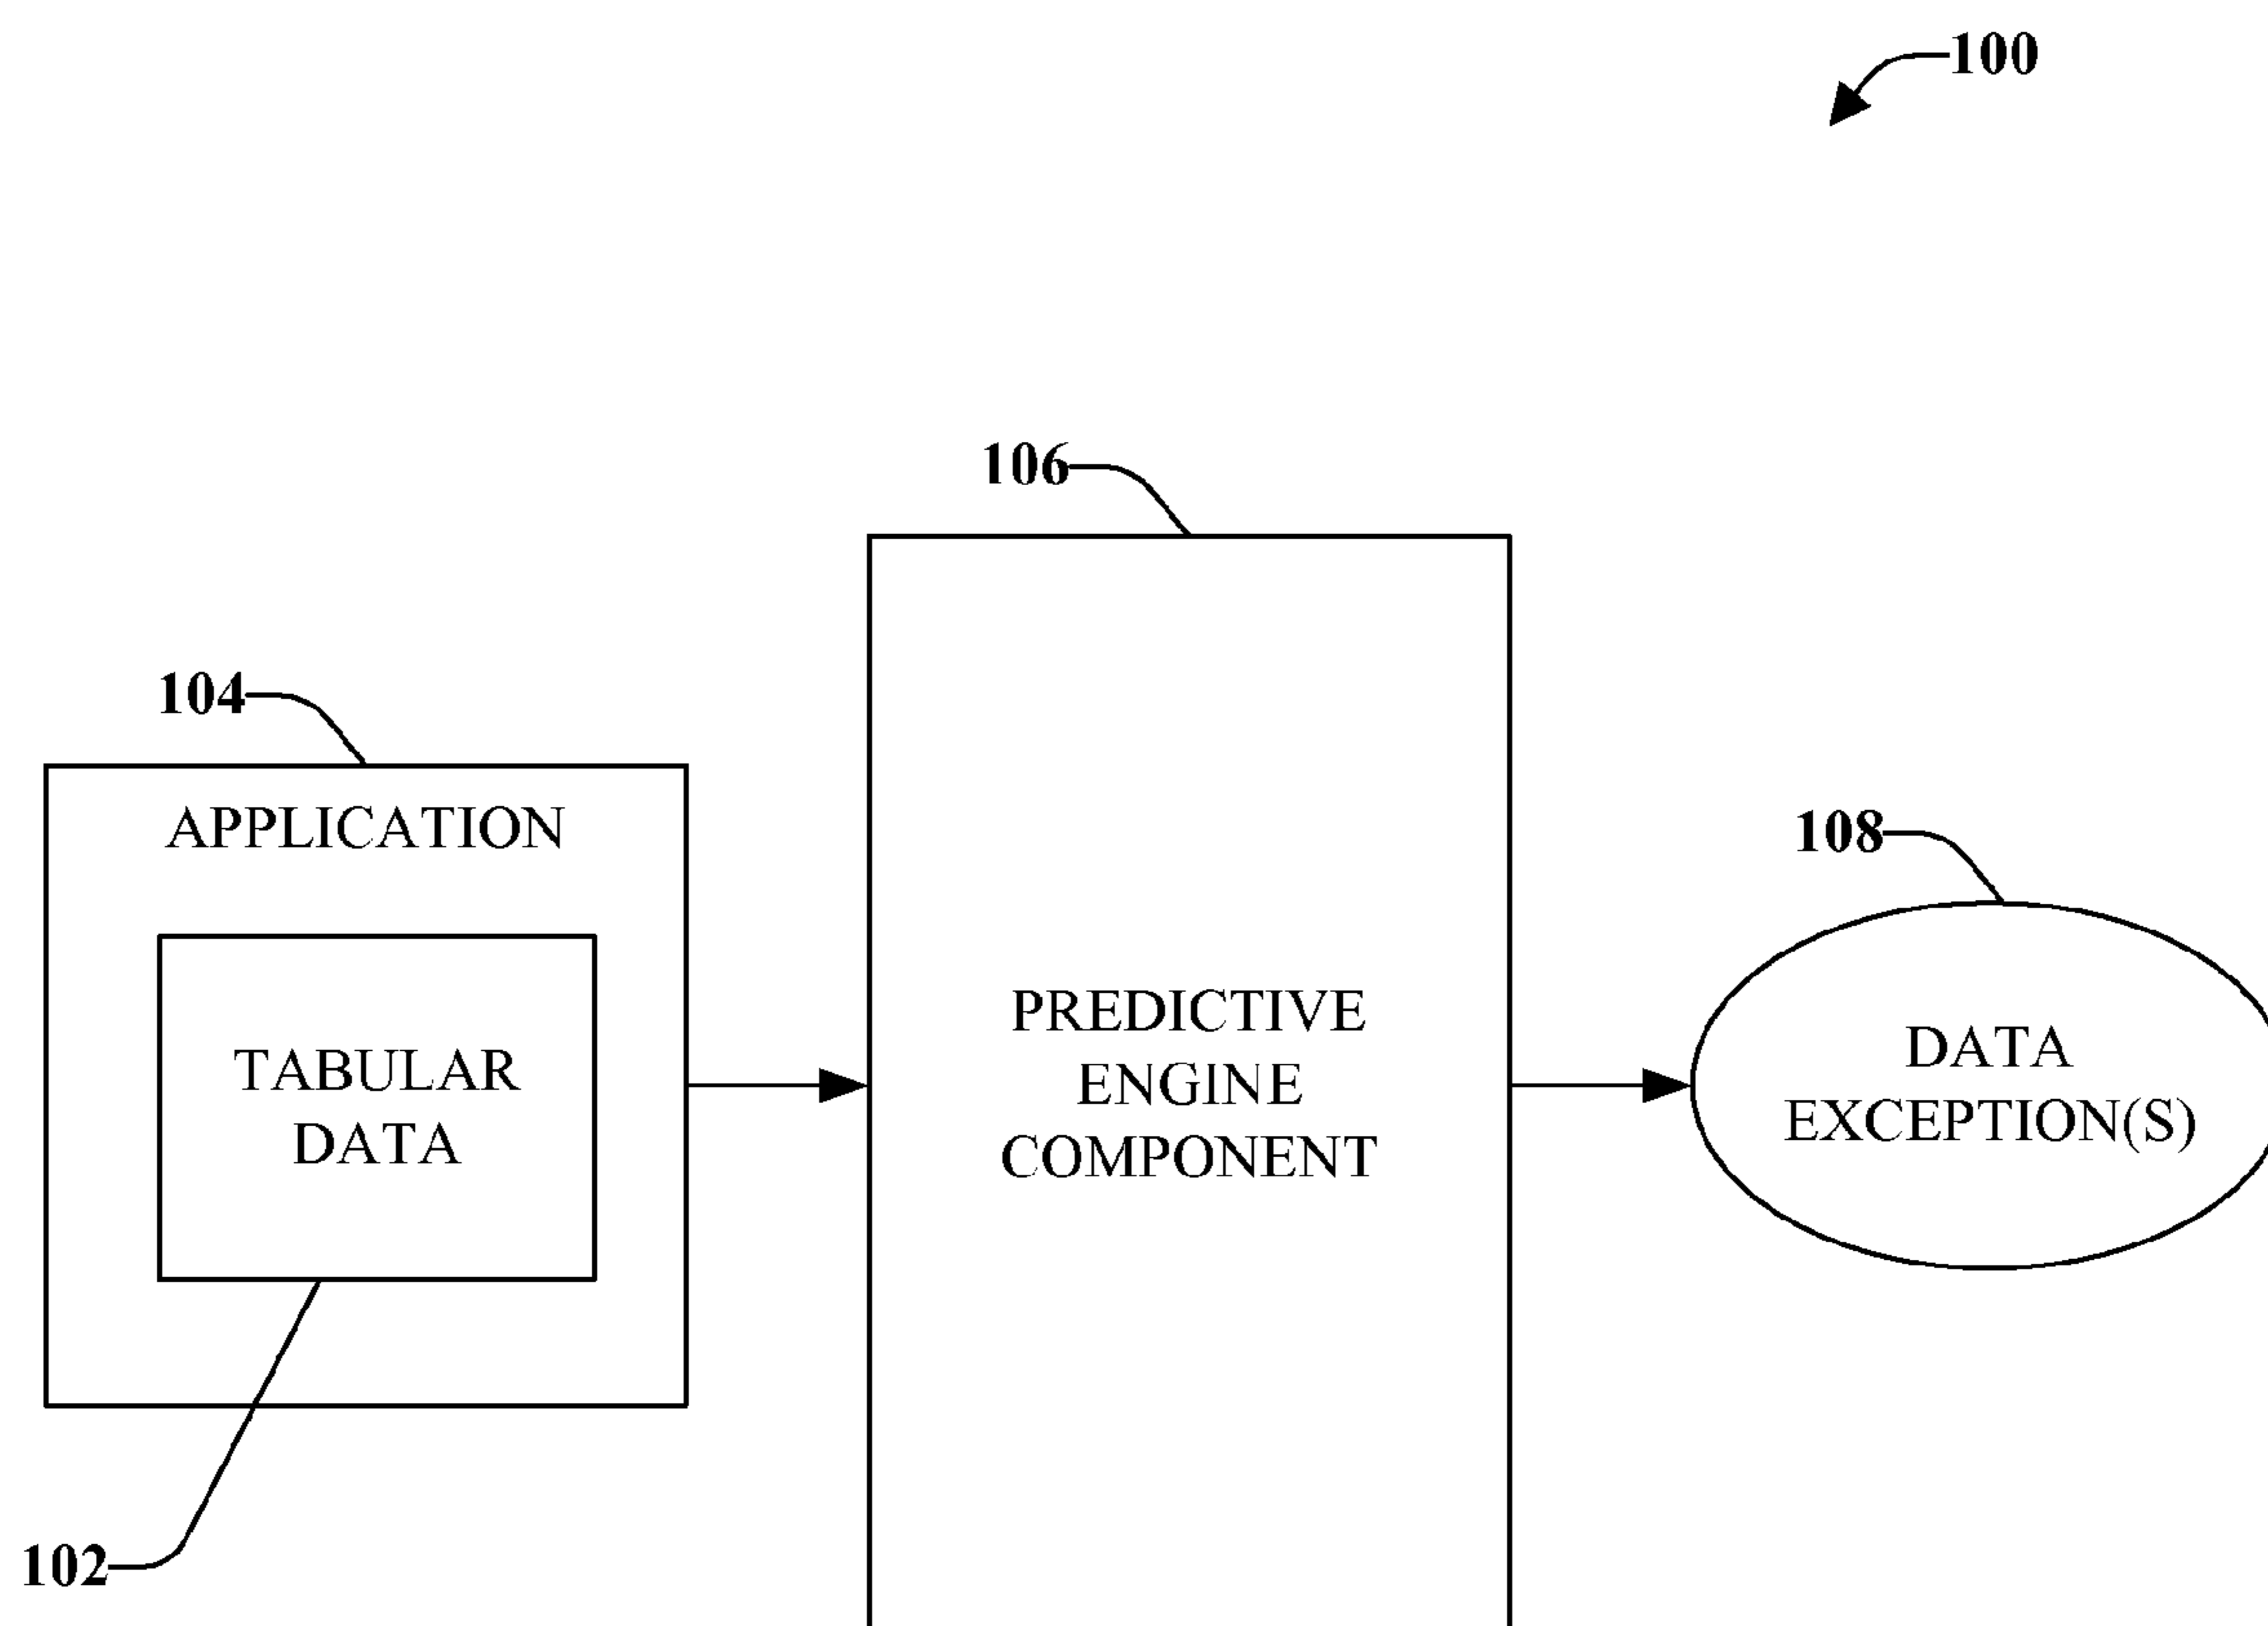 100
106
104
APPLICATION
108
PREDICTIVE
ENGINE
COMPONENT
TABULAR
DATA
DATA
EXCEPTION(S)
102